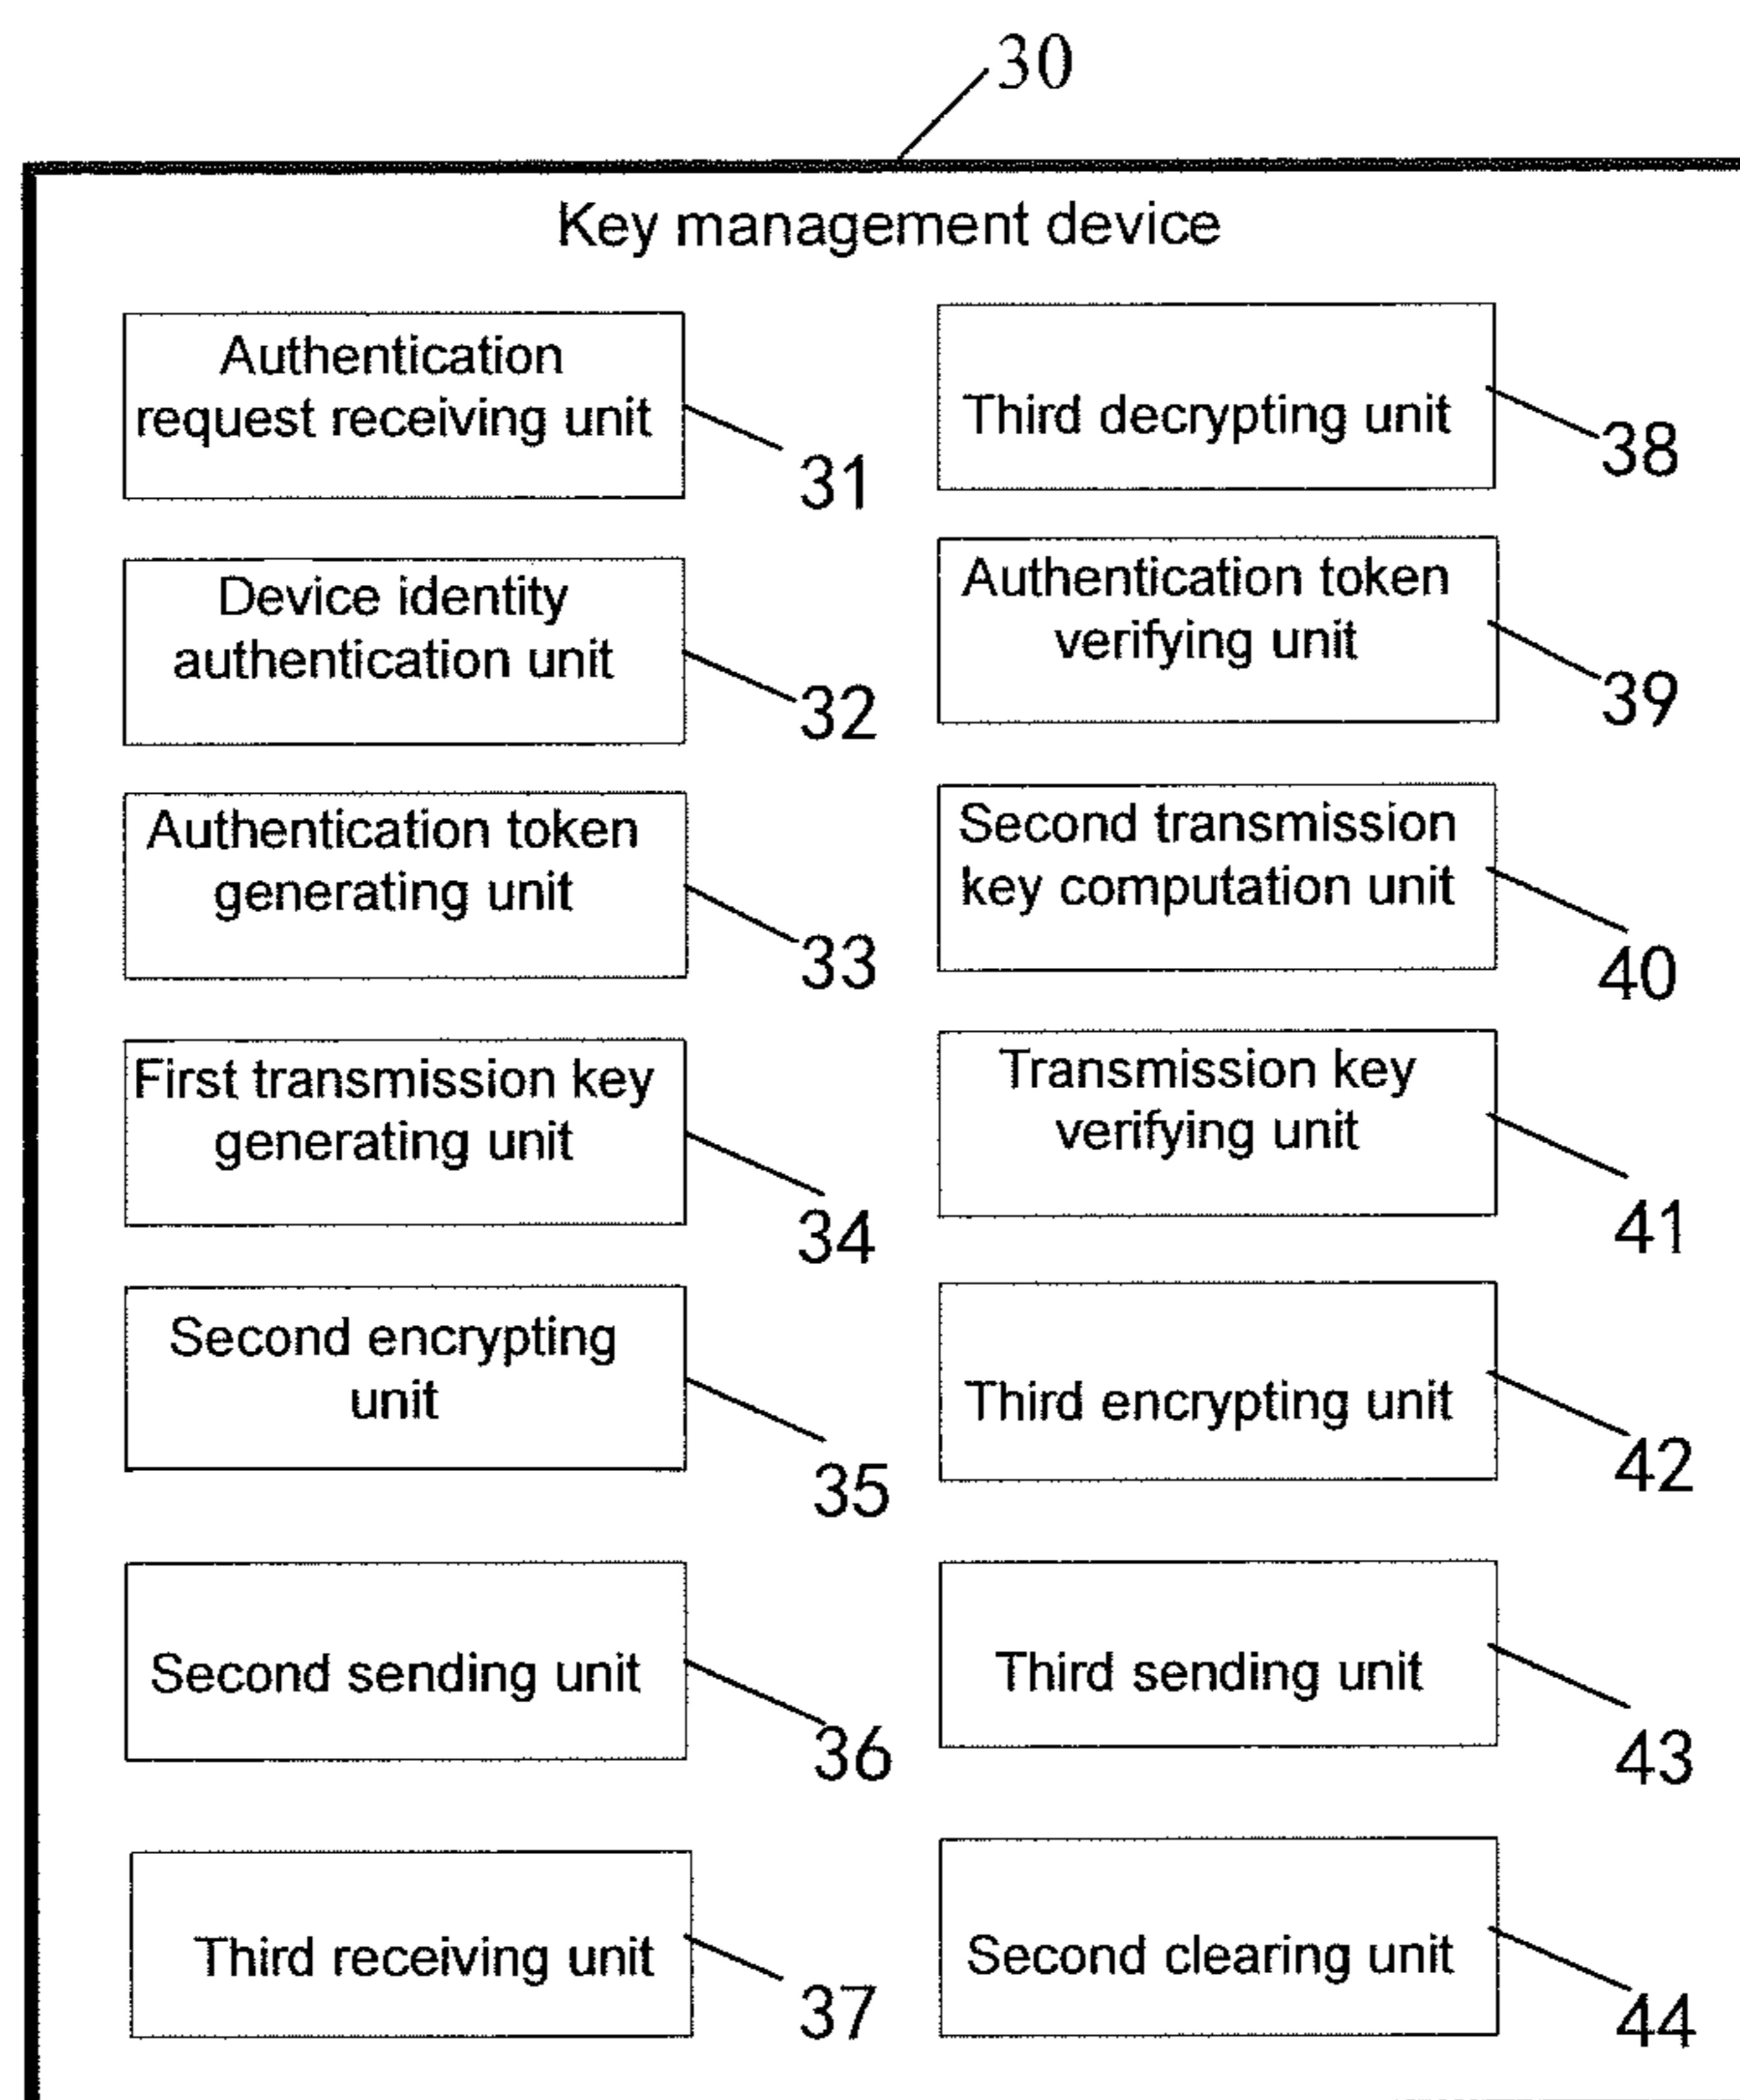 30
Key management device
Authentication
request receiving unit
31
Device identity
authentication unit
32
Authentication token
generating unit
33
First transmission key
generating unit
34
Second encrypting
unit
35
Second sending unit
36
Third receiving unit
37
Third decrypting unit
38
Authentication token
verifying unit
39
Second transmission
key computation unit
40
Transmission key
verifying unit
41
Third encrypting unit
42
Third sending unit
43
Second clearing unit
44